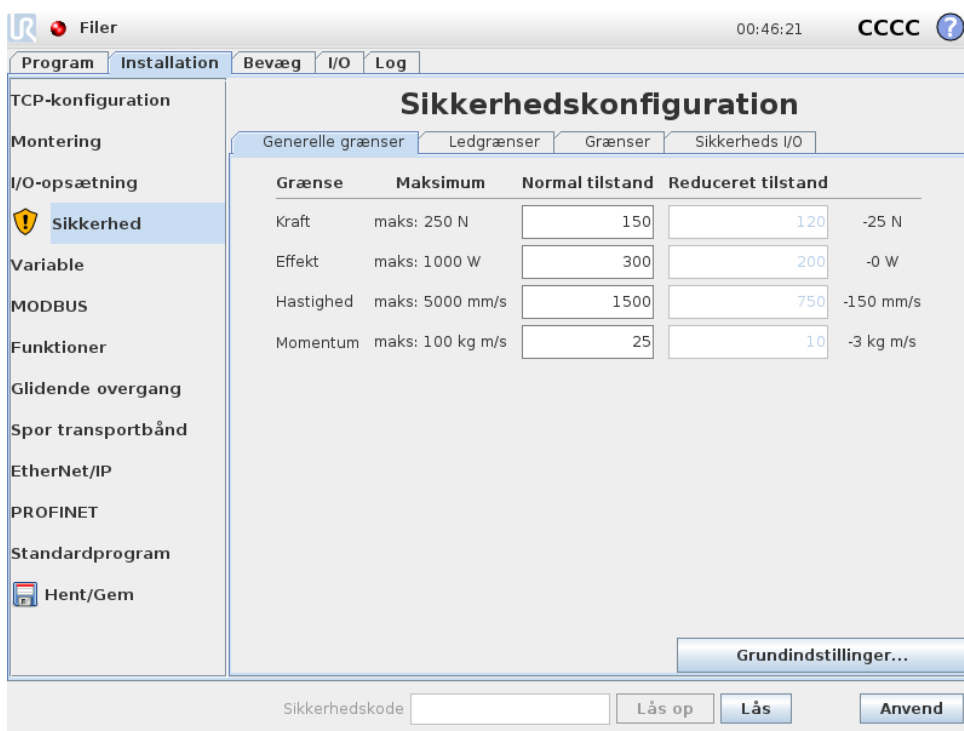 UR Filer 00:46:21 CCCC ?
Program Installation Bevæg I/O Log
TCP-konfiguration
Montering
I/O-opsætning
Sikkerhed
Variable
MODBUS
Funktioner
Glidende overgang
Spor transportbånd
EtherNet/IP
PROFINET
Standardprogram
Hent/Gem
Sikkerhedskonfiguration
Generelle grænser Ledgrænser Grænser Sikkerheds I/O
Grænse Maksimum Normal tilstand Reduceret tilstand
Kraft maks: 250 N 150 120 -25 N
Effekt maks: 1000 W 300 200 -0 W
Hastighed maks: 5000 mm/s 1500 750 -150 mm/s
Momentum maks: 100 kg m/s 25 10 -3 kg m/s
Grundindstillinger...
Sikkerhedskode Lås op Lås Anvend